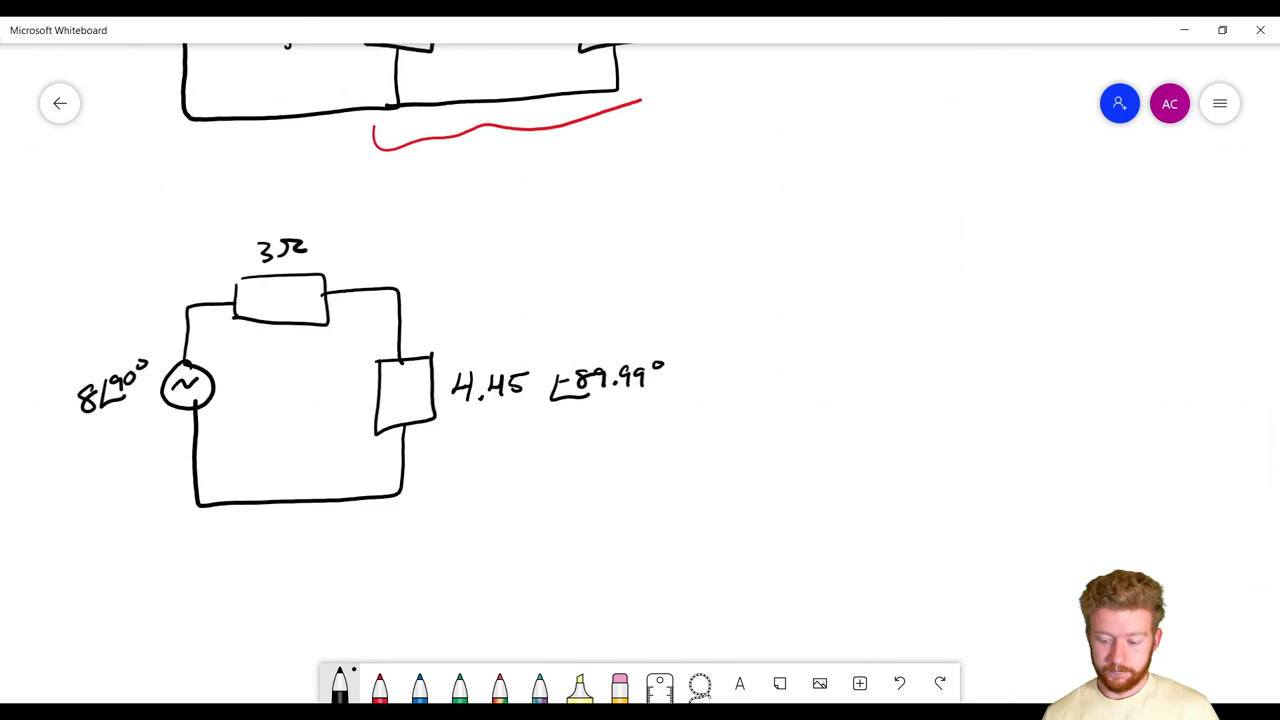 Microsoft Whiteboard
AC
3Ω
8∠90°
~
4.45 ∠-89.99°
A